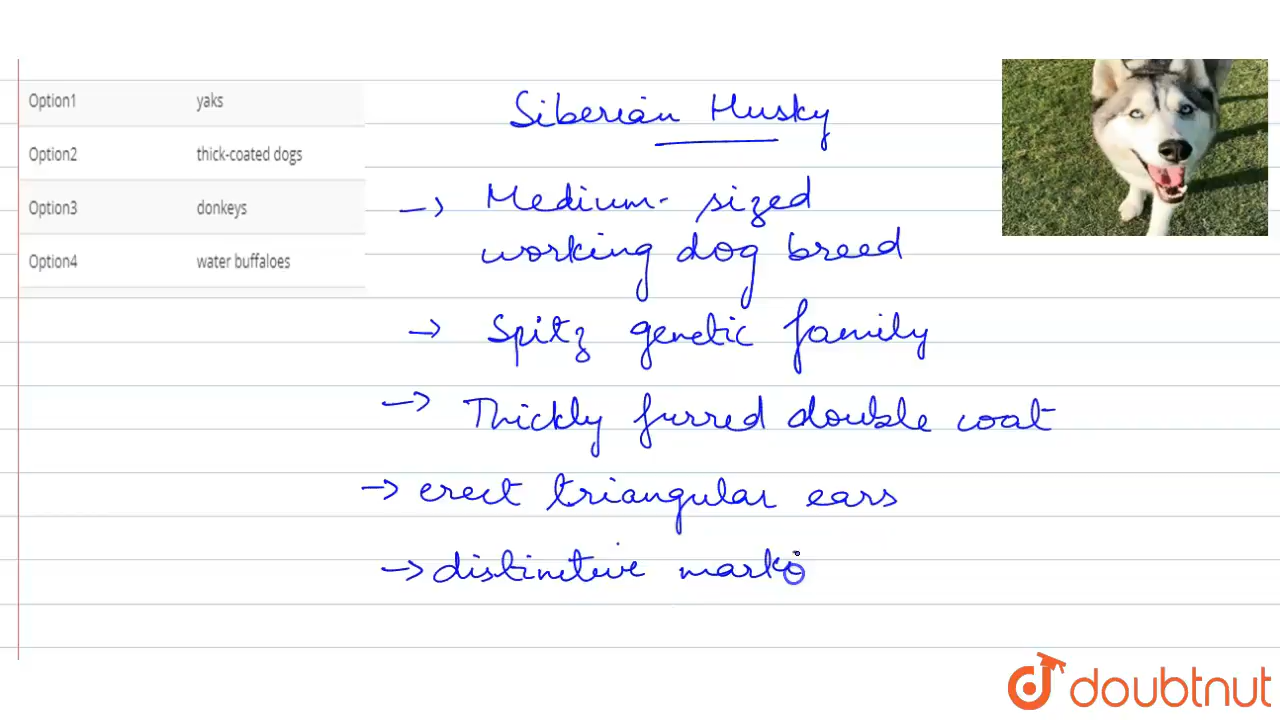 Option1 yaks
Option2 thick-coated dogs
Option3 donkeys
Option4 water buffaloes
Siberian Husky
→ Medium-sized
working dog breed
→ Spitz genetic family
→ Thickly furred double coat
→ erect triangular ears
→ distinctive marki
doubtnut